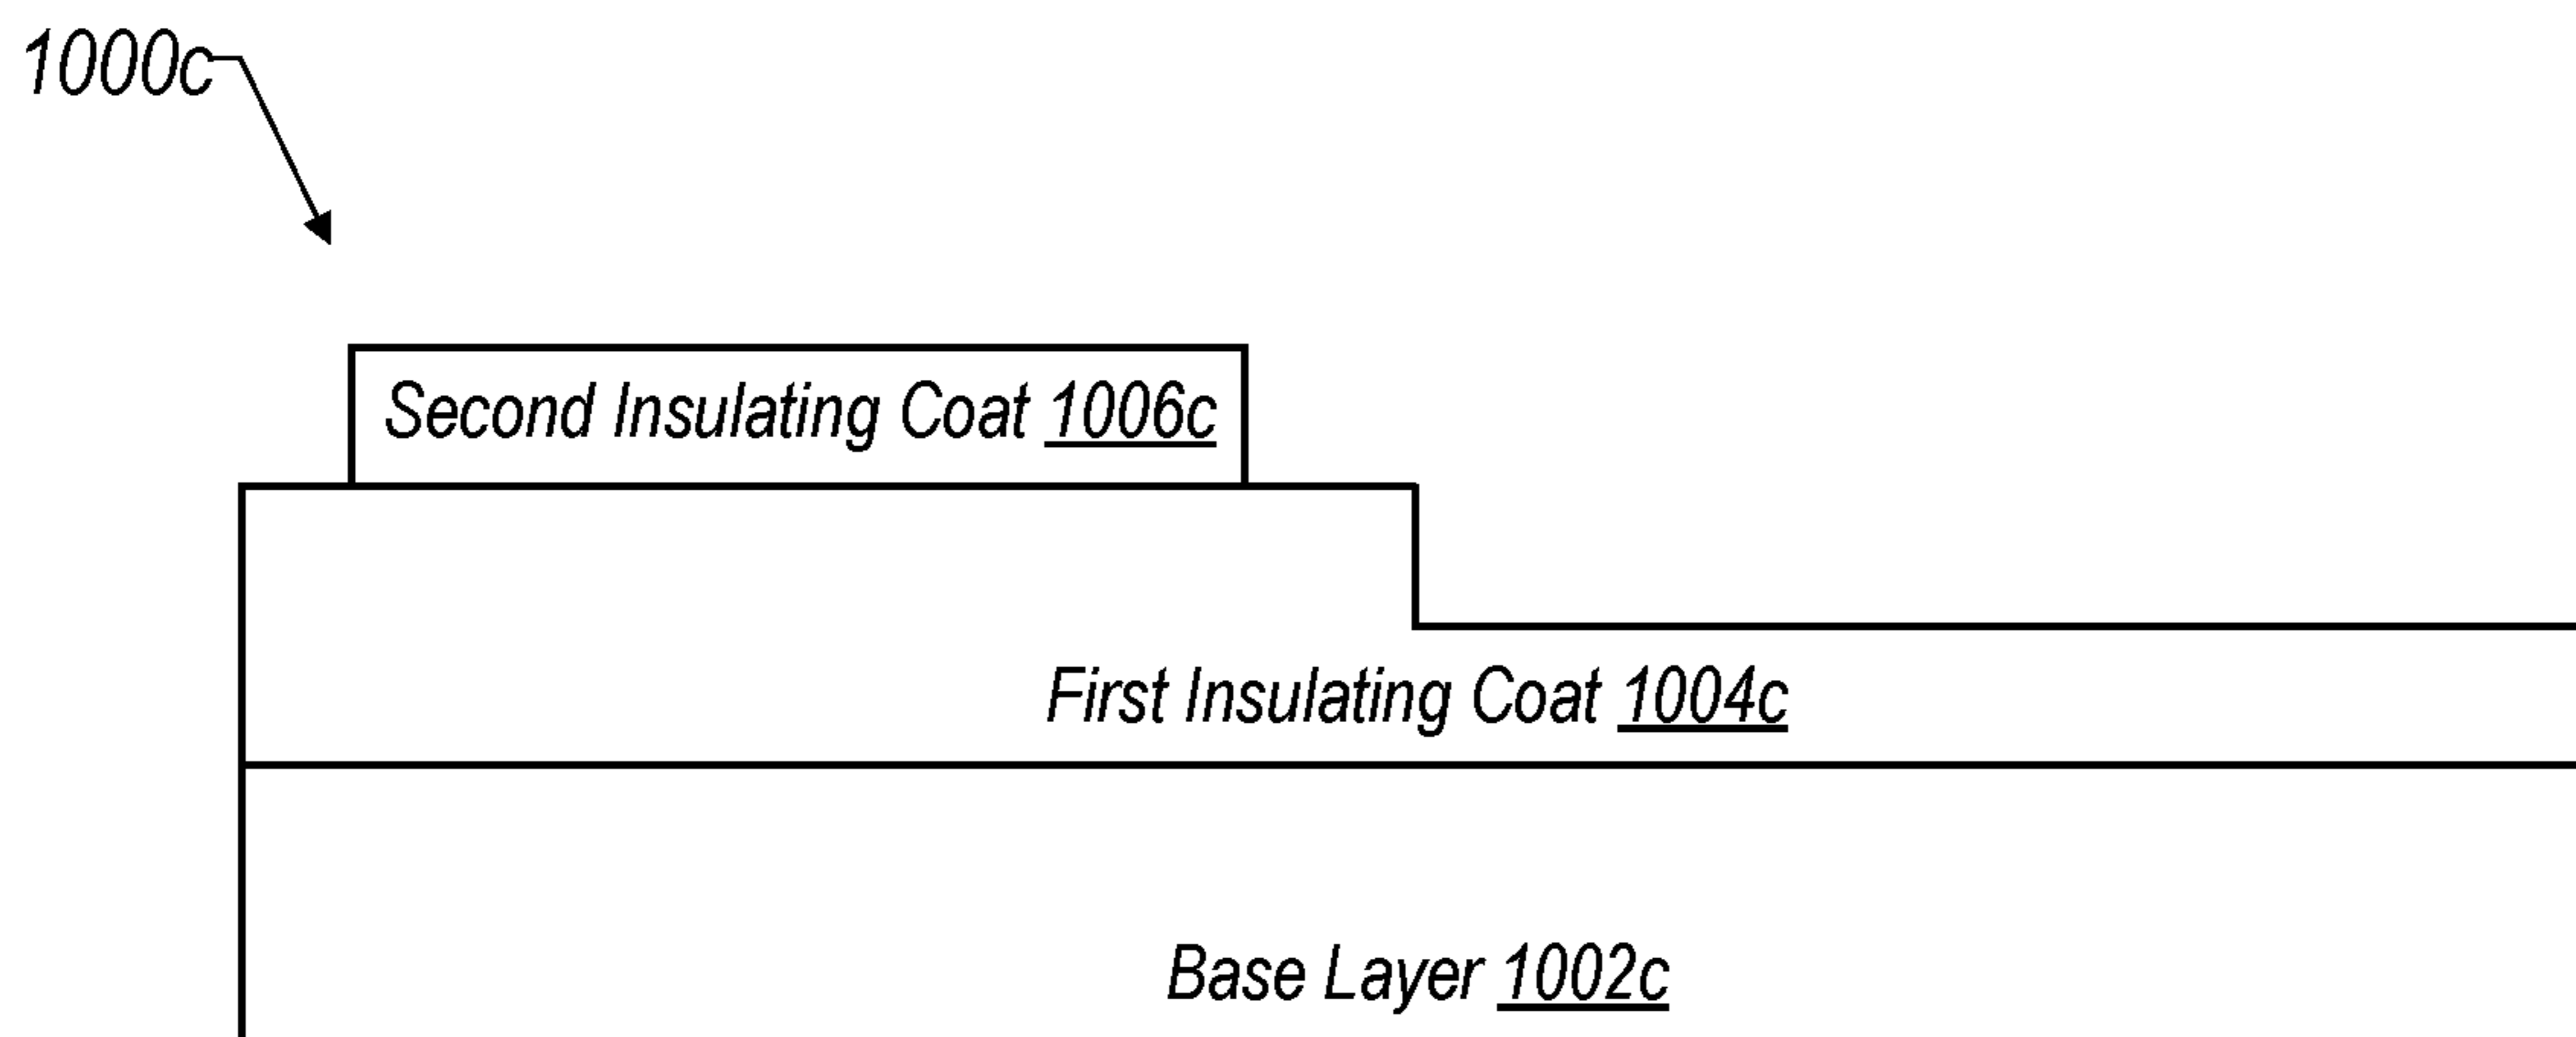 1000c
Second Insulating Coat 1006c
First Insulating Coat 1004c
Base Layer 1002c